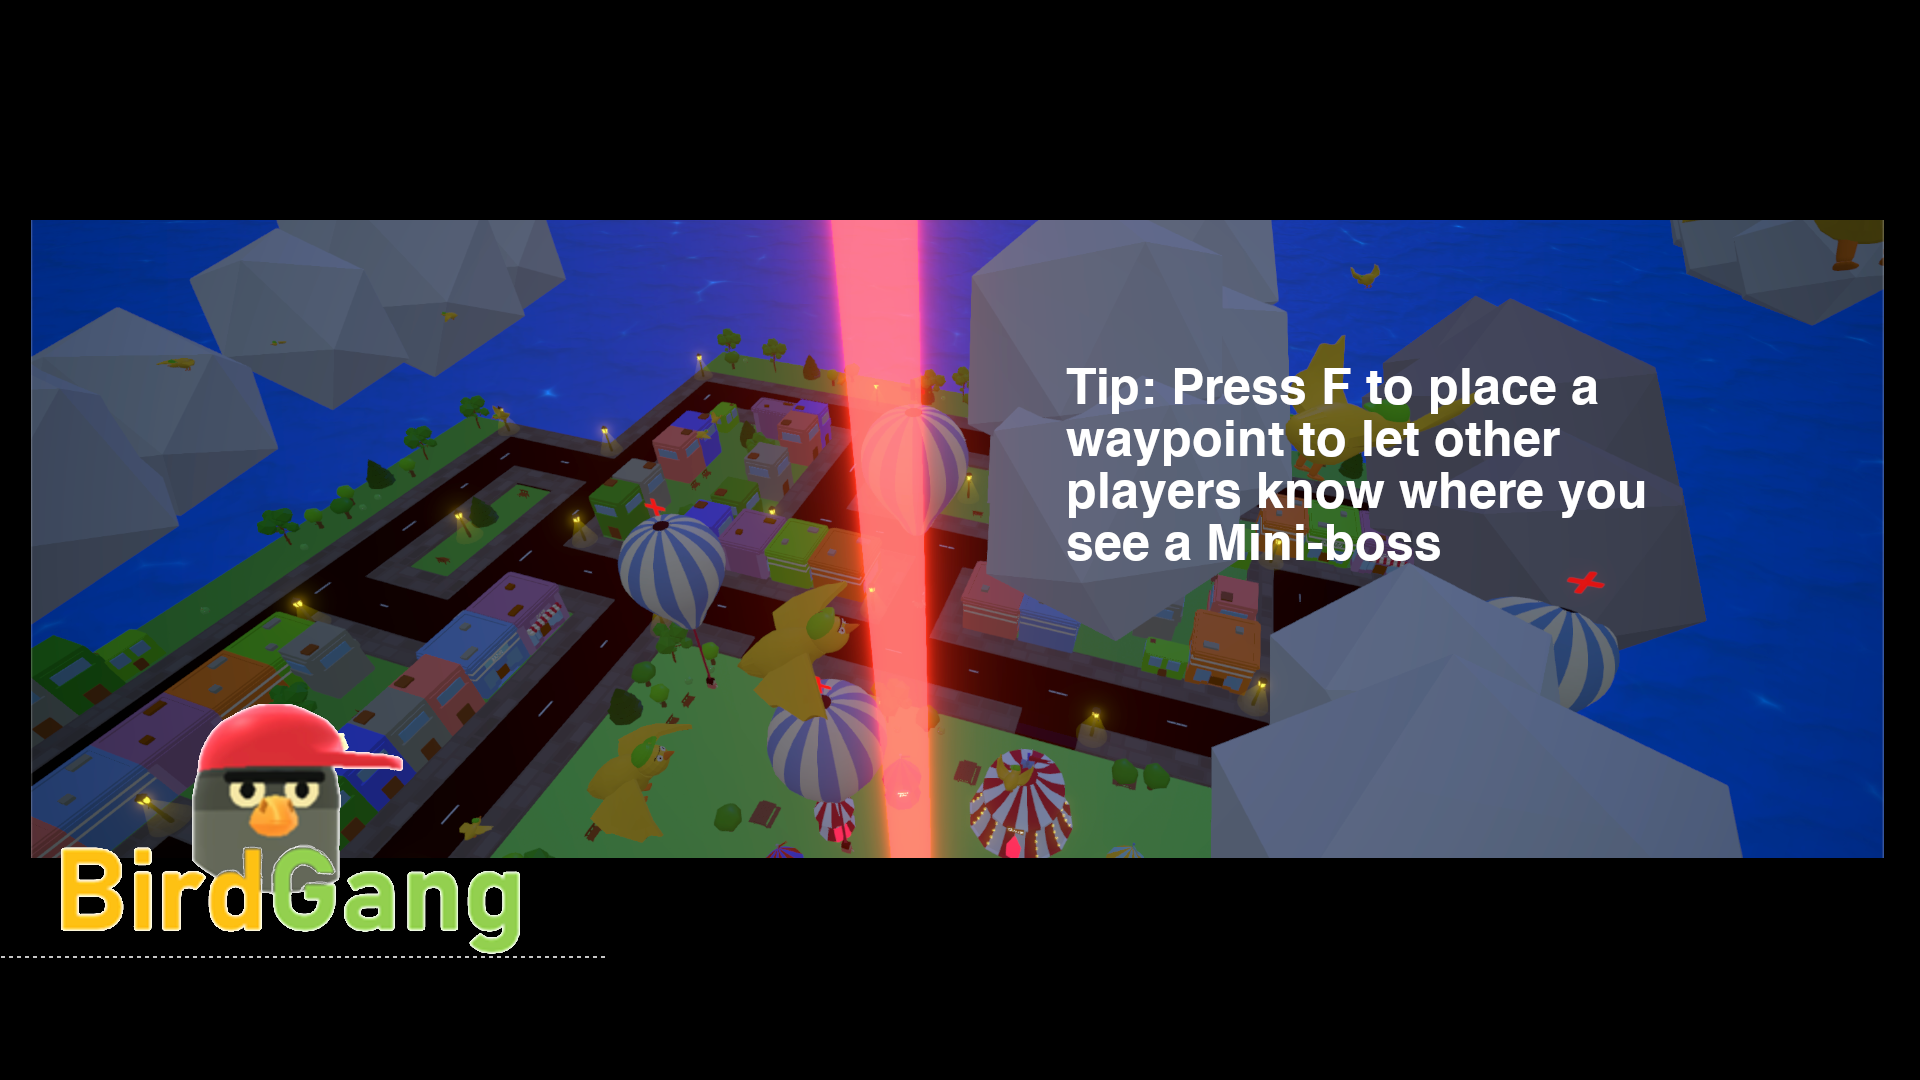 Tip: Press F to place a
waypoint to let other
players know where you
see a Mini-boss
BirdGang